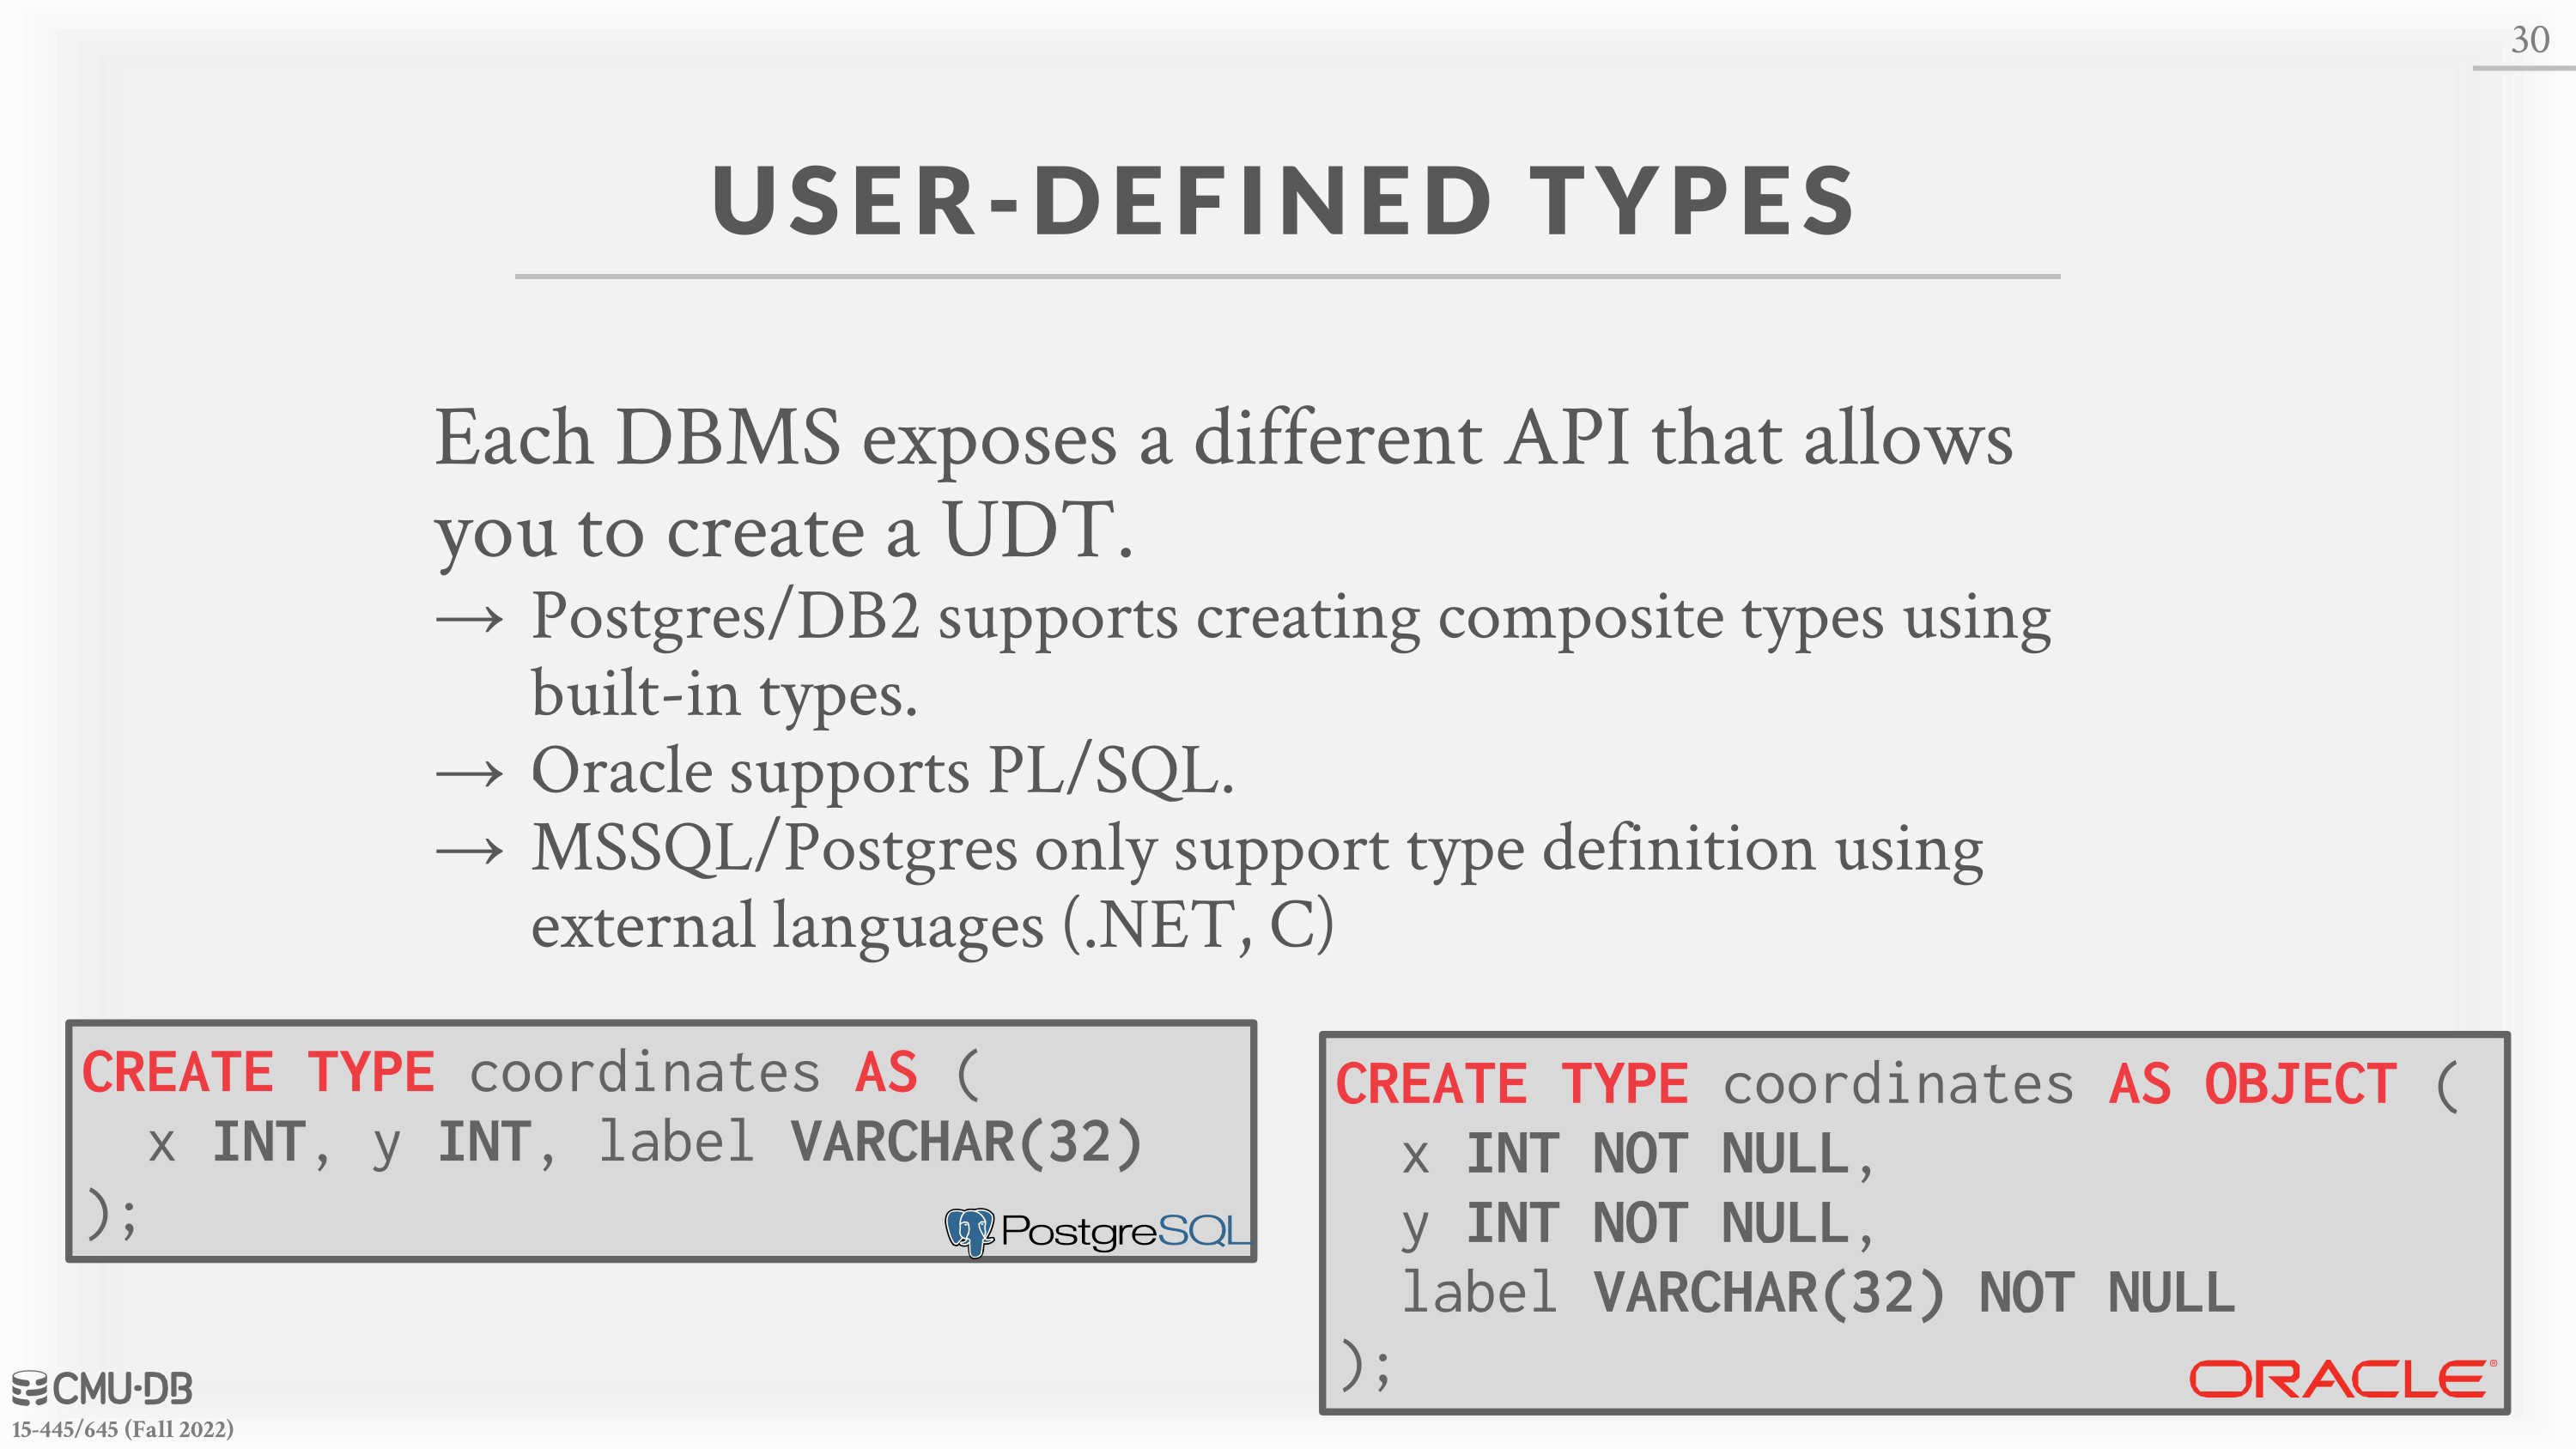 30
USER-DEFINED TYPES
Each DBMS exposes a different API that allows
you to create a UDT.
→ Postgres/DB2 supports creating composite types using
built-in types.
→ Oracle supports PL/SQL.
→ MSSQL/Postgres only support type definition using
external languages (.NET, C)
CREATE TYPE coordinates AS (
x INT, y INT, label VARCHAR(32)
);
PostgreSQL
CREATE TYPE coordinates AS OBJECT (
x INT NOT NULL,
y INT NOT NULL,
label VARCHAR(32) NOT NULL
);
ORACLE®
CMU·DB
15-445/645 (Fall 2022)